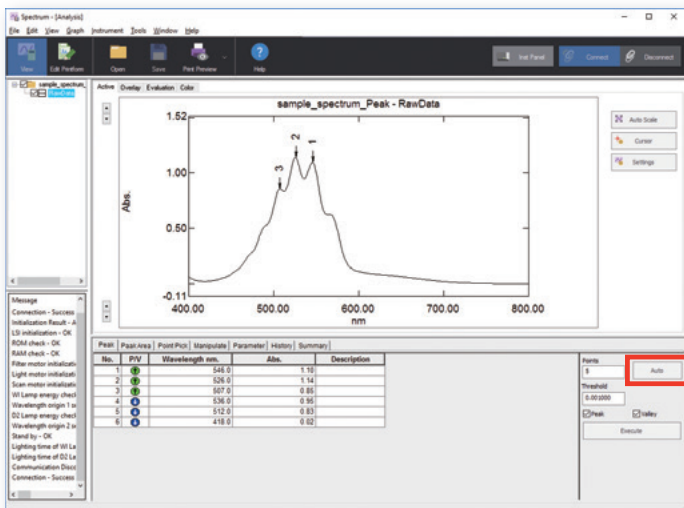 Spectrum - [Analysis]
File Edit View Graph Instrument Tools Window Help
View Edit Printform Open Save Print Preview Help Inst Panel Connect Disconnect
sample_spectrum_
RawData
Active Overlay Evaluation Color
sample_spectrum_Peak - RawData
Abs.
1.52
1.00
0.50
-0.11
3 2 1
400.00 500.00 600.00 700.00 800.00
nm
Auto Scale
Cursor
Settings
Message
Connection - Success
Initialization Result - A
LSI initialization - OK
ROM check - OK
RAM check - OK
Filter motor initializati
Light motor initializati
Scan motor initializati
WI Lamp energy check
Wavelength origin 1 s
D2 Lamp energy check
Wavelength origin 2 s
Stand by - OK
Lighting time of WI La
Lighting time of D2 L
Communication Disco
Connection - Success
Peak Peak Area Point Pick Manipulate Parameter History Summary
No. P/V Wavelength nm. Abs. Description
1 546.0 1.10
2 526.0 1.14
3 507.0 0.85
4 536.0 0.95
5 512.0 0.83
6 418.0 0.02
Points
5
Auto
Threshold
0.001000
Peak Valley
Execute